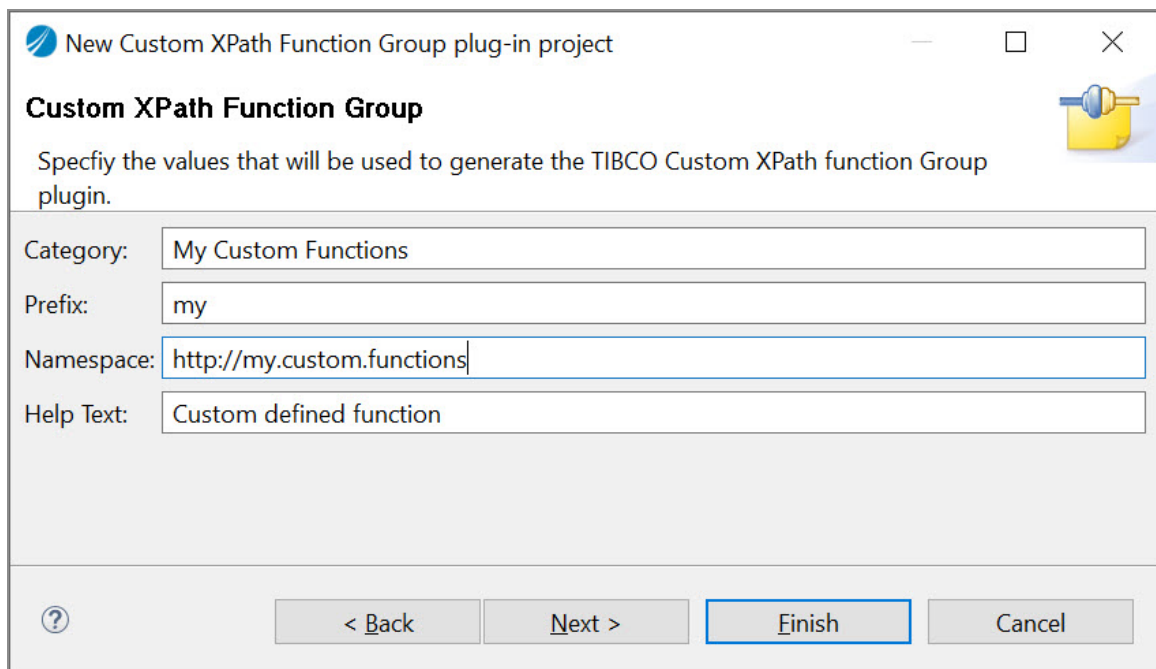 New Custom XPath Function Group plug-in project
Custom XPath Function Group
Specfiy the values that will be used to generate the TIBCO Custom XPath function Group
plugin.
Category: My Custom Functions
Prefix: my
Namespace: http://my.custom.functions
Help Text: Custom defined function
? < Back Next > Finish Cancel